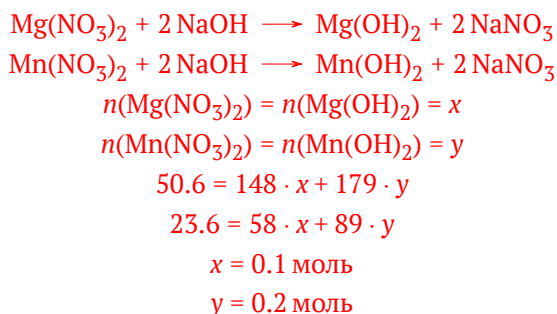 Mg(NO₃)₂ + 2 NaOH ⟶ Mg(OH)₂ + 2 NaNO₃
Mn(NO₃)₂ + 2 NaOH ⟶ Mn(OH)₂ + 2 NaNO₃
n(Mg(NO₃)₂) = n(Mg(OH)₂) = x
n(Mn(NO₃)₂) = n(Mn(OH)₂) = y
50.6 = 148 · x + 179 · y
23.6 = 58 · x + 89 · y
x = 0.1 моль
y = 0.2 моль